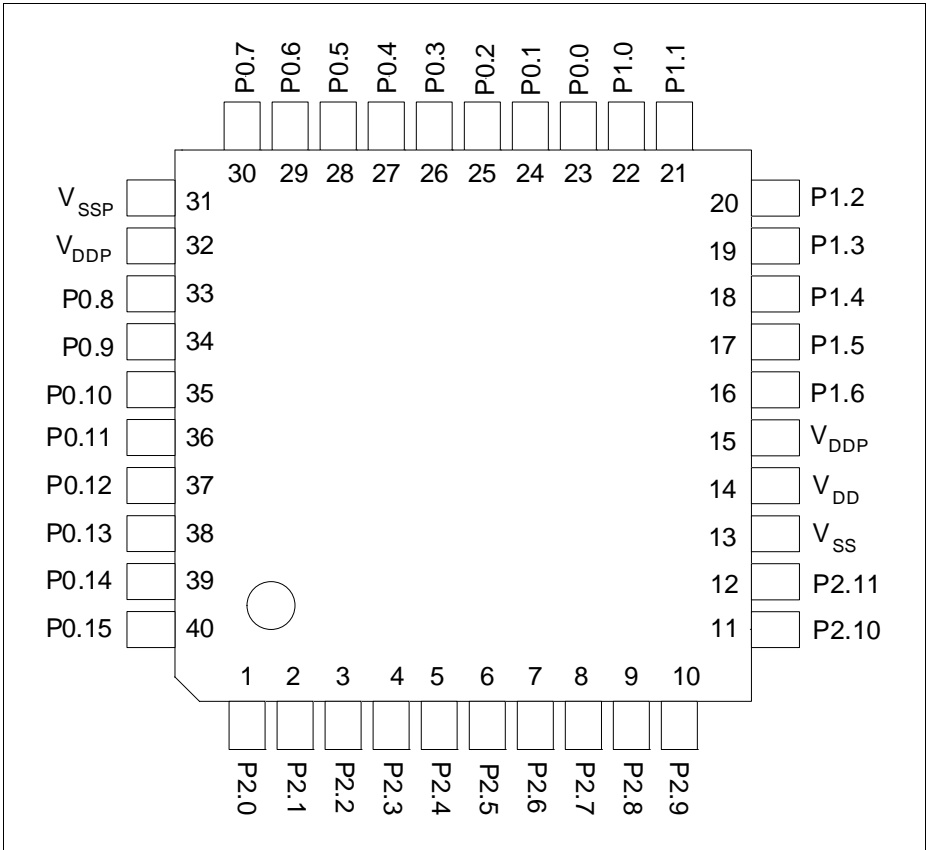 P0.7 P0.6 P0.5 P0.4 P0.3 P0.2 P0.1 P0.0 P1.0 P1.1
30 29 28 27 26 25 24 23 22 21
VSSP 31 20 P1.2
VDDP 32 19 P1.3
P0.8 33 18 P1.4
P0.9 34 17 P1.5
P0.10 35 16 P1.6
P0.11 36 15 VDDP
P0.12 37 14 VDD
P0.13 38 13 VSS
P0.14 39 12 P2.11
P0.15 40 11 P2.10
1 2 3 4 5 6 7 8 9 10
P2.0 P2.1 P2.2 P2.3 P2.4 P2.5 P2.6 P2.7 P2.8 P2.9